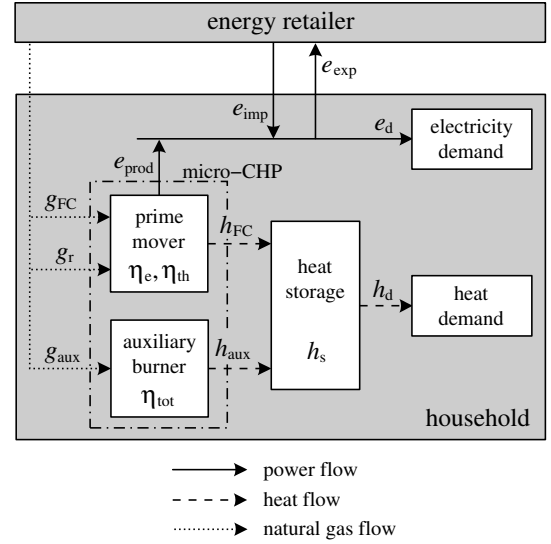 energy retailer
e_exp
e_imp
e_d
electricity
demand
e_prod
micro−CHP
g_FC
prime
mover
η_e, η_th
h_FC
g_r
heat
storage
h_s
h_d
heat
demand
g_aux
auxiliary
burner
η_tot
h_aux
household
power flow
heat flow
natural gas flow